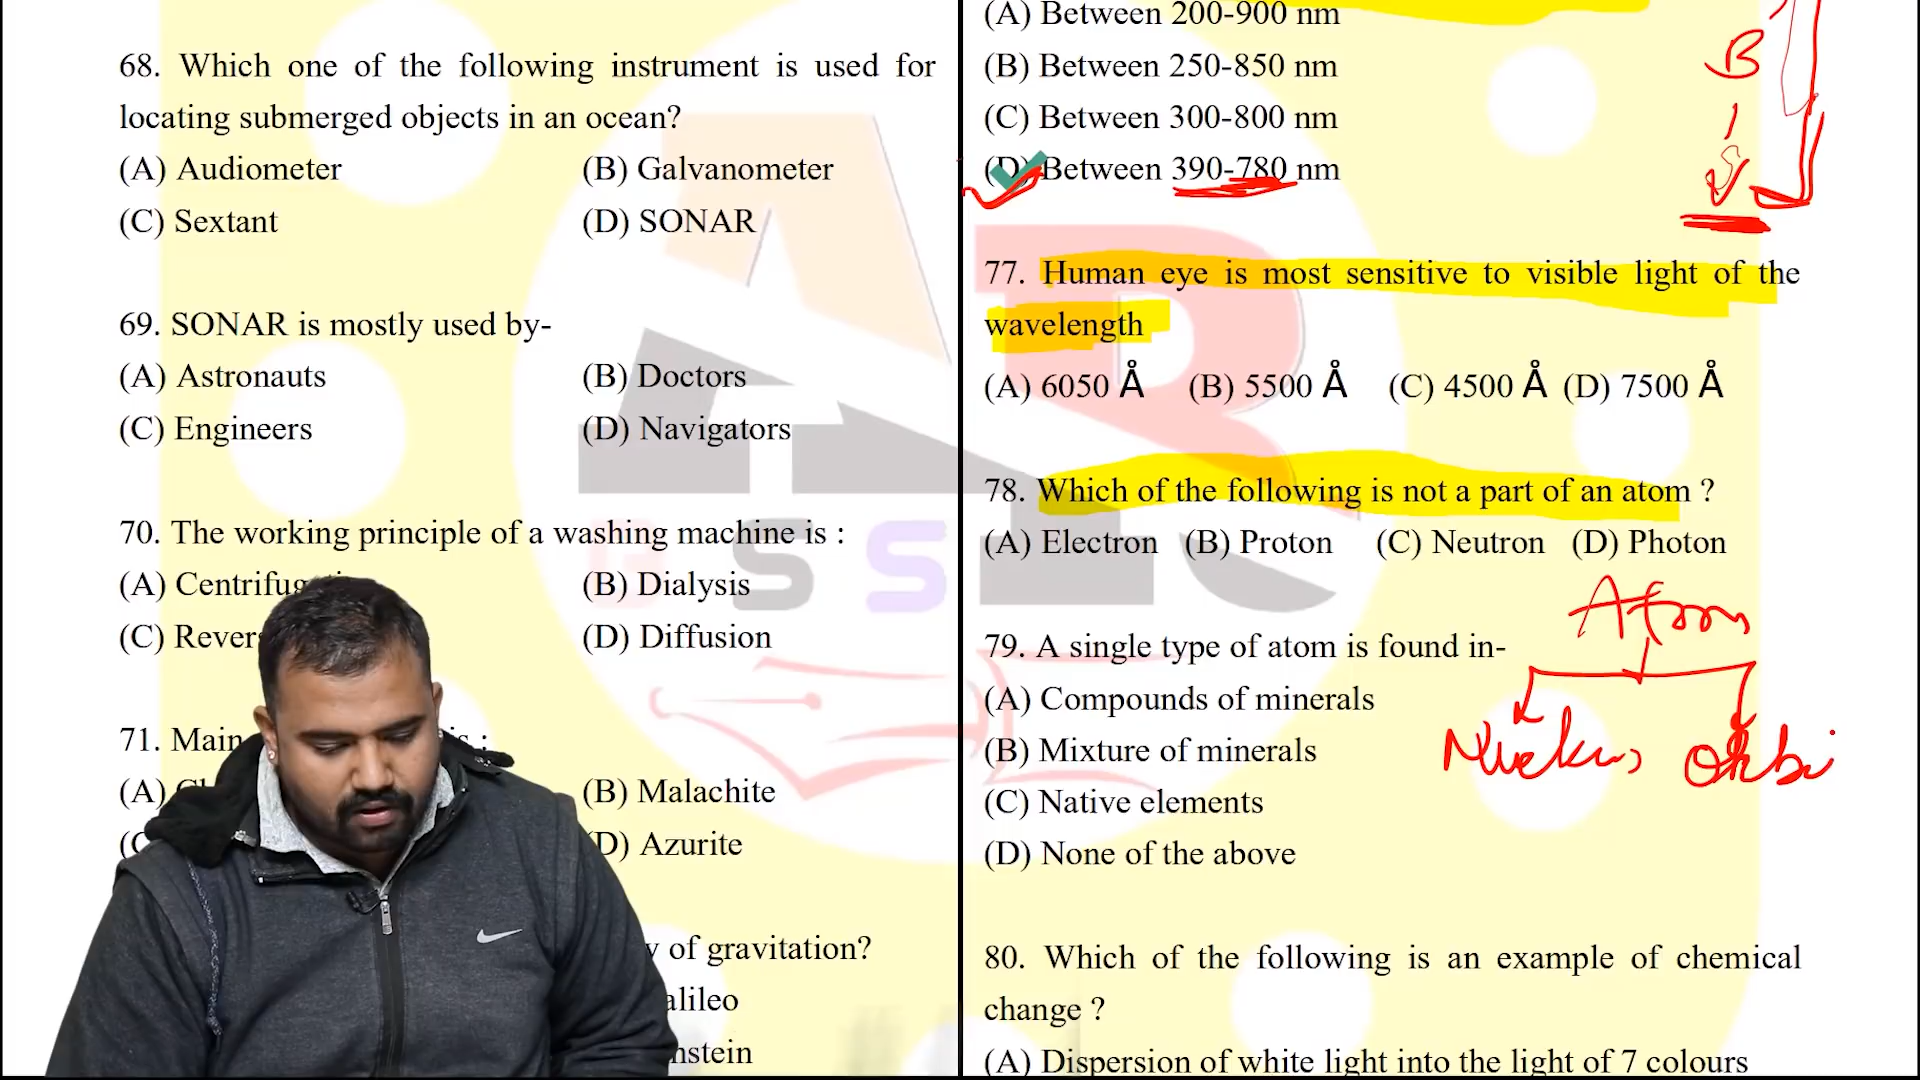 68. Which one of the following instrument is used for
locating submerged objects in an ocean?
(A) Audiometer (B) Galvanometer
(C) Sextant (D) SONAR
69. SONAR is mostly used by-
(A) Astronauts (B) Doctors
(C) Engineers (D) Navigators
70. The working principle of a washing machine is :
(A) (B) Dialysis
(C) (D) Diffusion
71. Main
(A) (B) Malachite
D) Azurite
of gravitation?
(A) Between 200-900 nm
(B) Between 250-850 nm
(C) Between 300-800 nm
(D) Between 390-780 nm
B
77. Human eye is most sensitive to visible light of the
wavelength
(A) 6050 Å (B) 5500 Å (C) 4500 Å (D) 7500 Å
78. Which of the following is not a part of an atom ?
(A) Electron (B) Proton (C) Neutron (D) Photon
Atom
79. A single type of atom is found in-
(A) Compounds of minerals
(B) Mixture of minerals
(C) Native elements
(D) None of the above
80. Which of the following is an example of chemical
change ?
(A) Dispersion of white light into the light of 7 colours